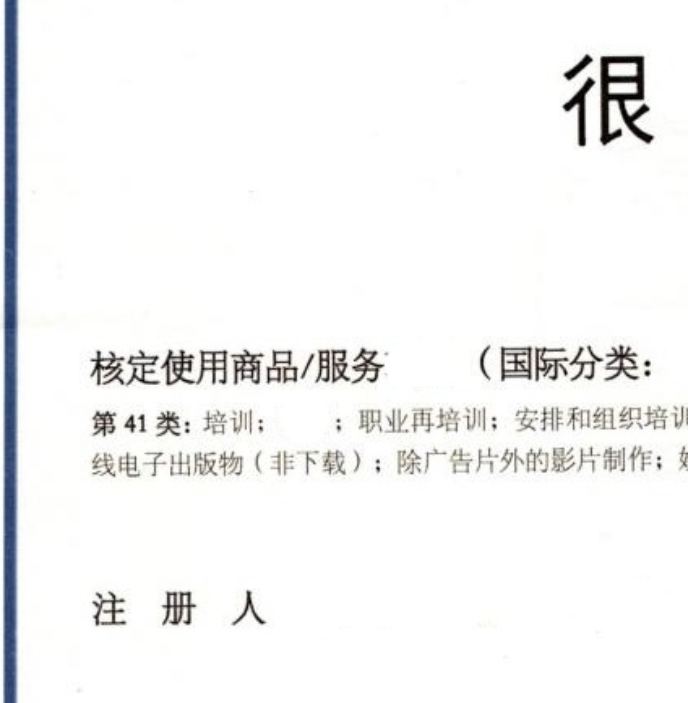 很
核定使用商品/服务 （国际分类：
第 41 类：培训； ；职业再培训；安排和组织培训
线电子出版物（非下载）；除广告片外的影片制作；
注 册 人